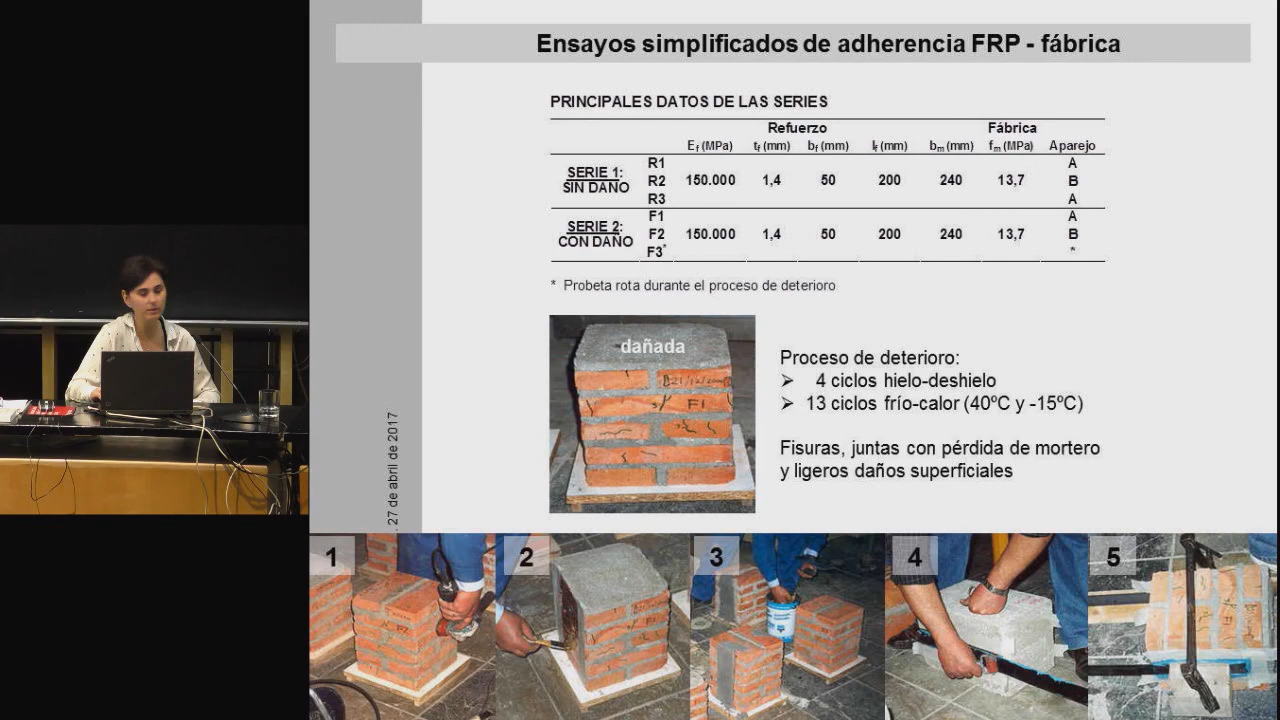 Ensayos simplificados de adherencia FRP - fábrica
PRINCIPALES DATOS DE LAS SERIES
Refuerzo Fábrica
Ef (MPa) tf (mm) bf (mm) lf (mm) bm (mm) fm (MPa) Aparejo
R1 A
SERIE 1: SIN DAÑO R2 150.000 1,4 50 200 240 13,7 B
R3 A
F1 A
SERIE 2: CON DAÑO F2 150.000 1,4 50 200 240 13,7 B
F3* *
* Probeta rota durante el proceso de deterioro
dañada
F1
Proceso de deterioro:
➢ 4 ciclos hielo-deshielo
➢ 13 ciclos frío-calor (40ºC y -15ºC)
Fisuras, juntas con pérdida de mortero
y ligeros daños superficiales
. 27 de abril de 2017
1
2
3
4
5